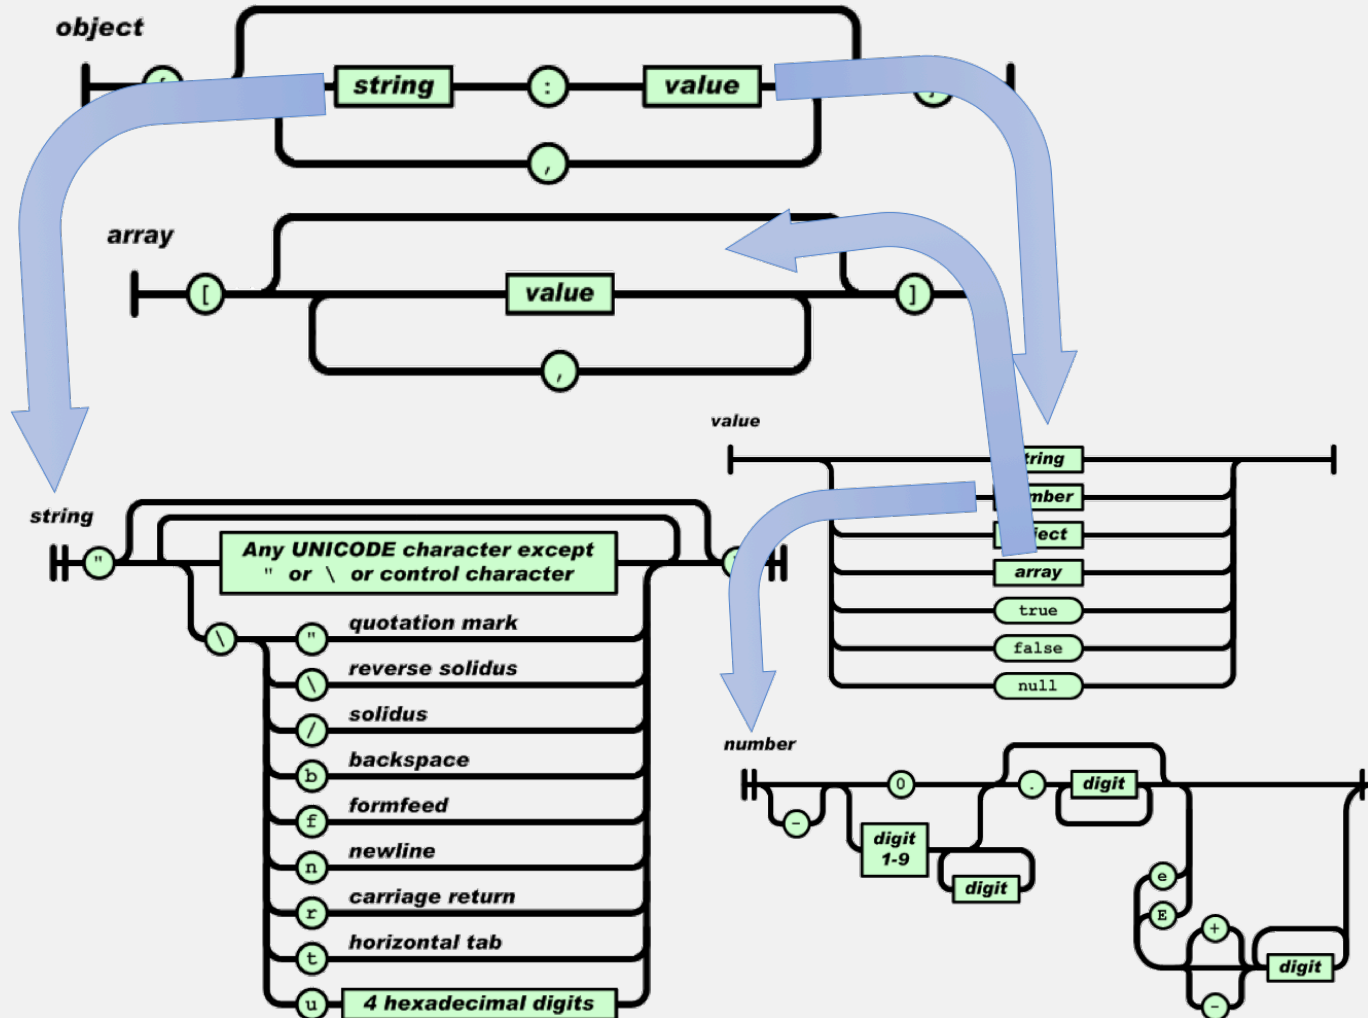 object
string : value
,
array
[ value ]
,
value
array
true
false
null
string
" Any UNICODE character except
" or \ or control character
\ " quotation mark
\ reverse solidus
/ solidus
b backspace
f formfeed
n newline
r carriage return
t horizontal tab
u 4 hexadecimal digits
number
0 . digit
-
digit
1-9
digit
e
E
+
digit
-